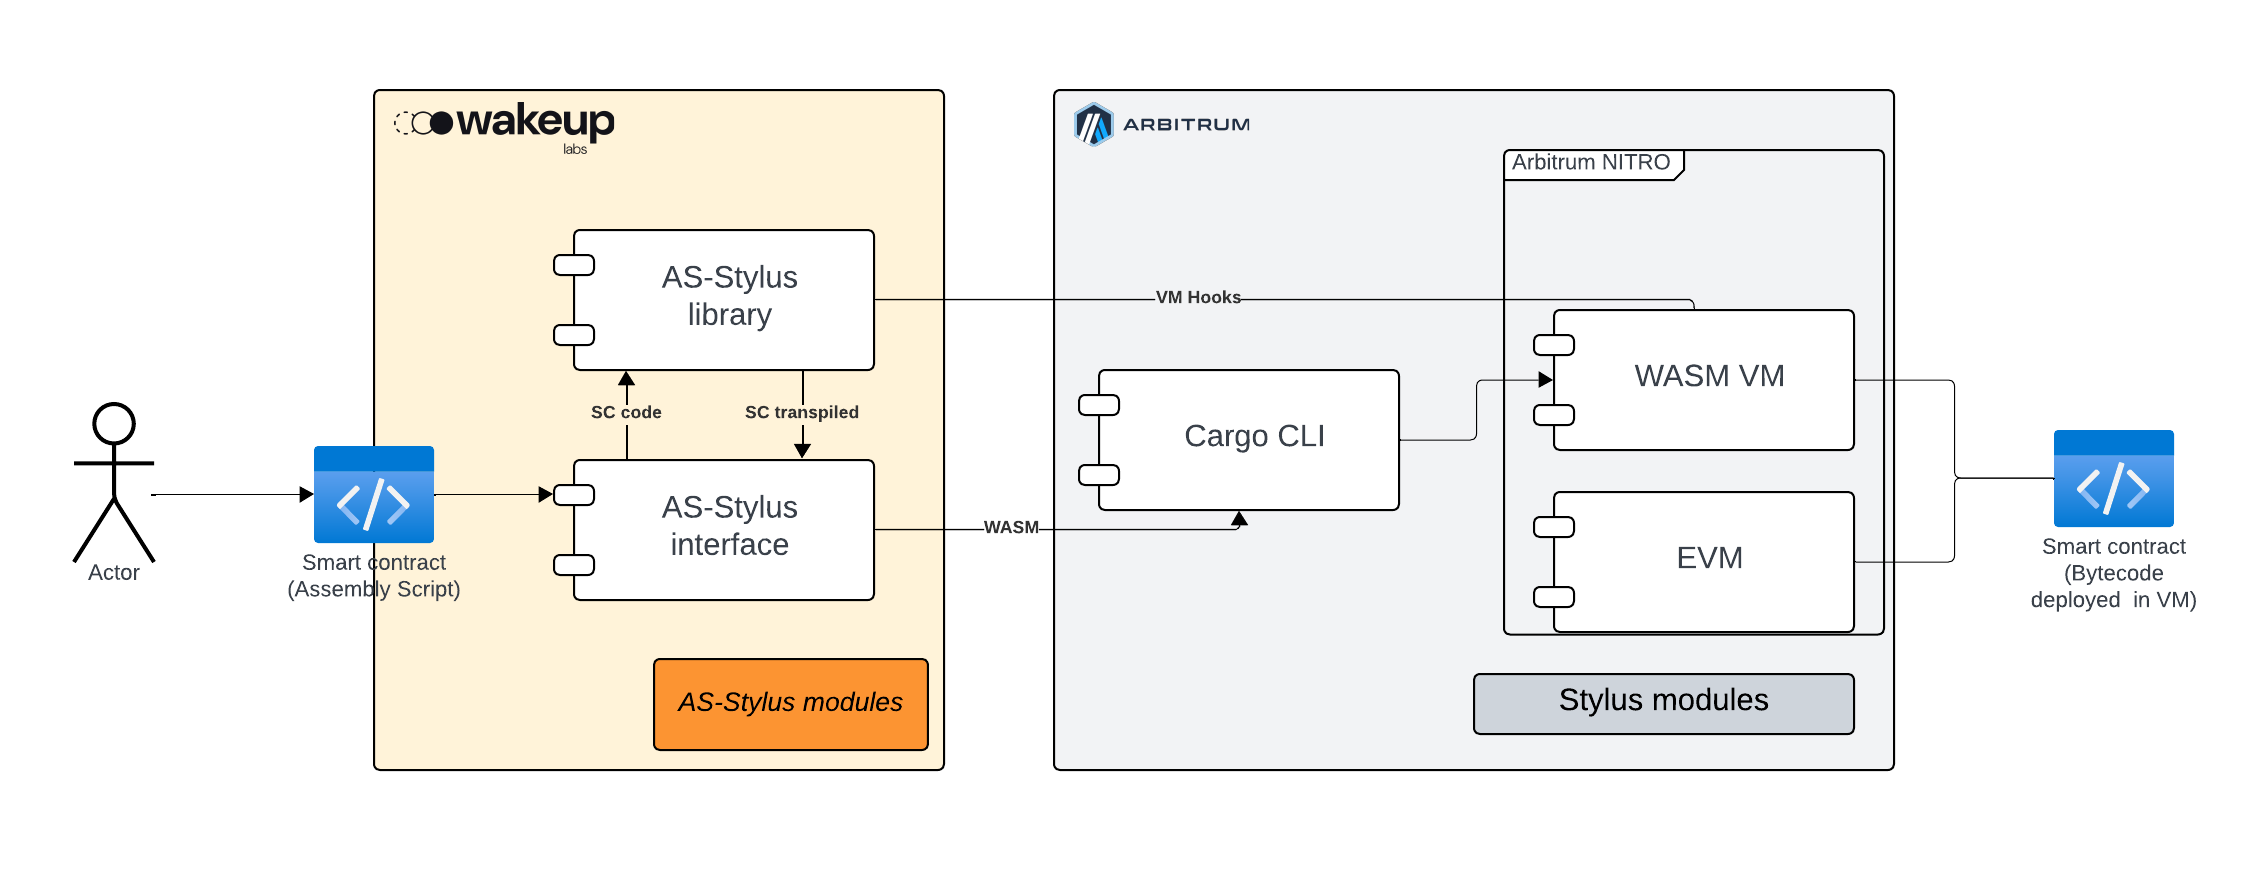 wakeup
labs
ARBITRUM
Arbitrum NITRO
AS-Stylus
library
VM Hooks
WASM VM
SC code
SC transpiled
Cargo CLI
AS-Stylus
interface
WASM
EVM
Actor
Smart contract
(Assembly Script)
Smart contract
(Bytecode
deployed  in VM)
AS-Stylus modules
Stylus modules